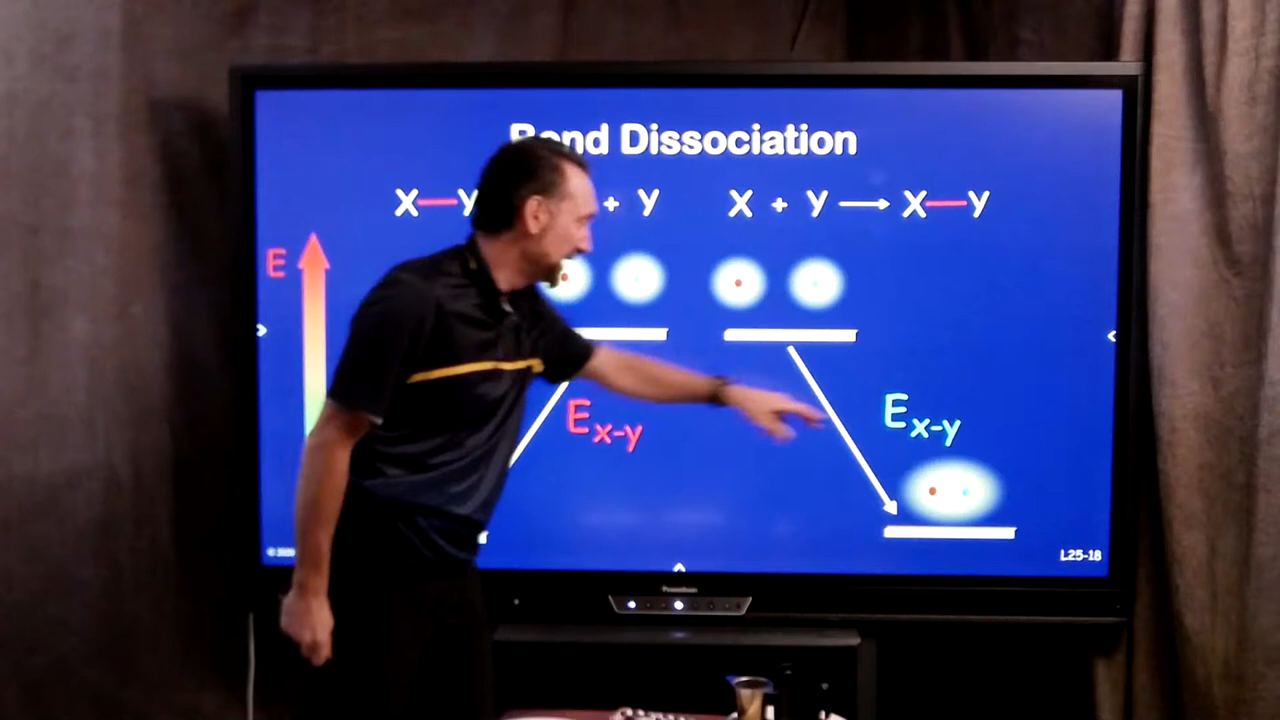 Bond Dissociation
X—Y + Y X + Y → X—Y
E
Ex-y Ex-y
L25-18